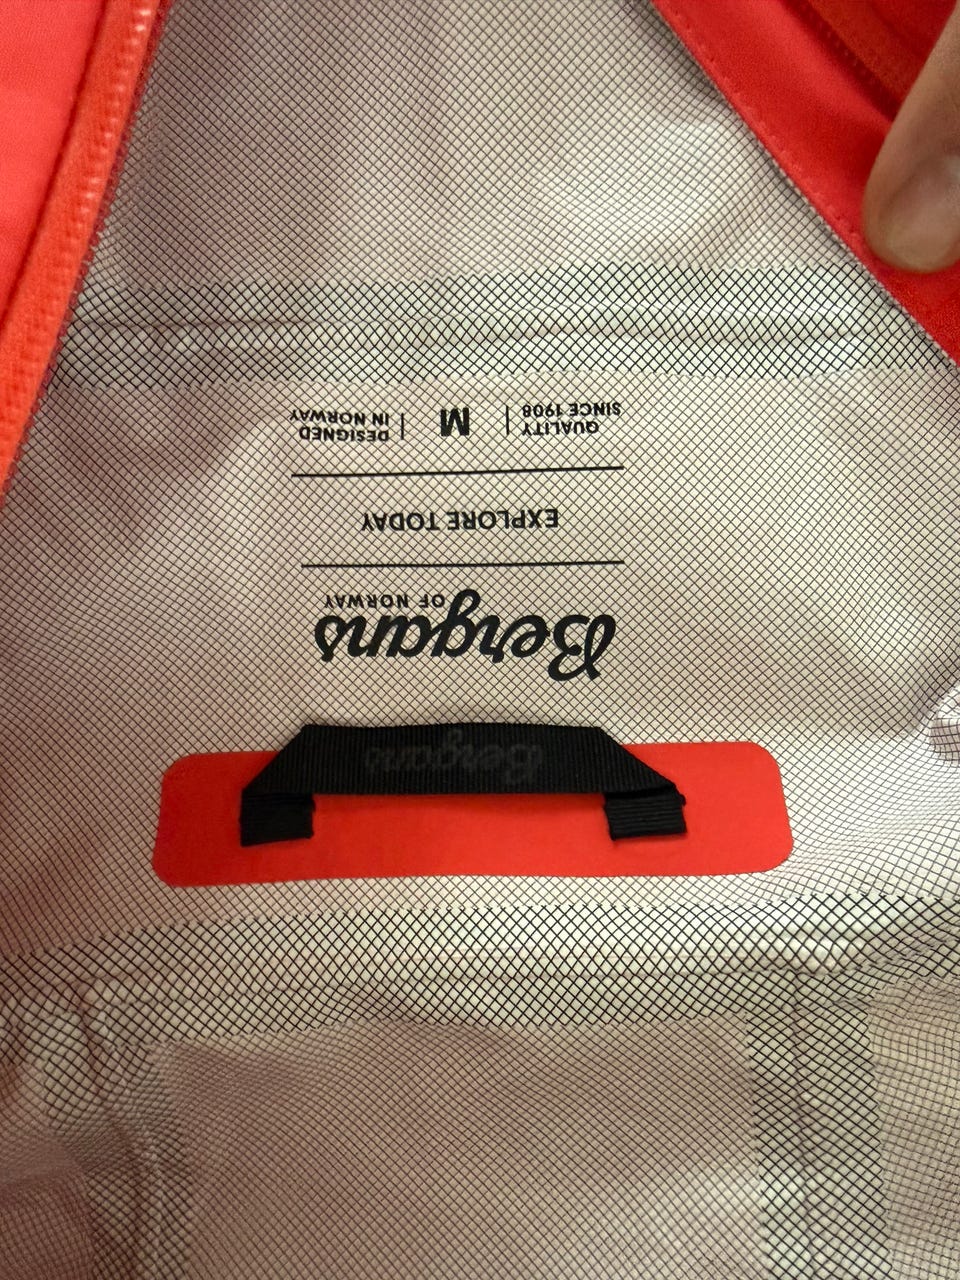 Bergans
Bergans
OF NORWAY
EXPLORE TODAY
QUALITY
SINCE 1908
M
DESIGNED
IN NORWAY